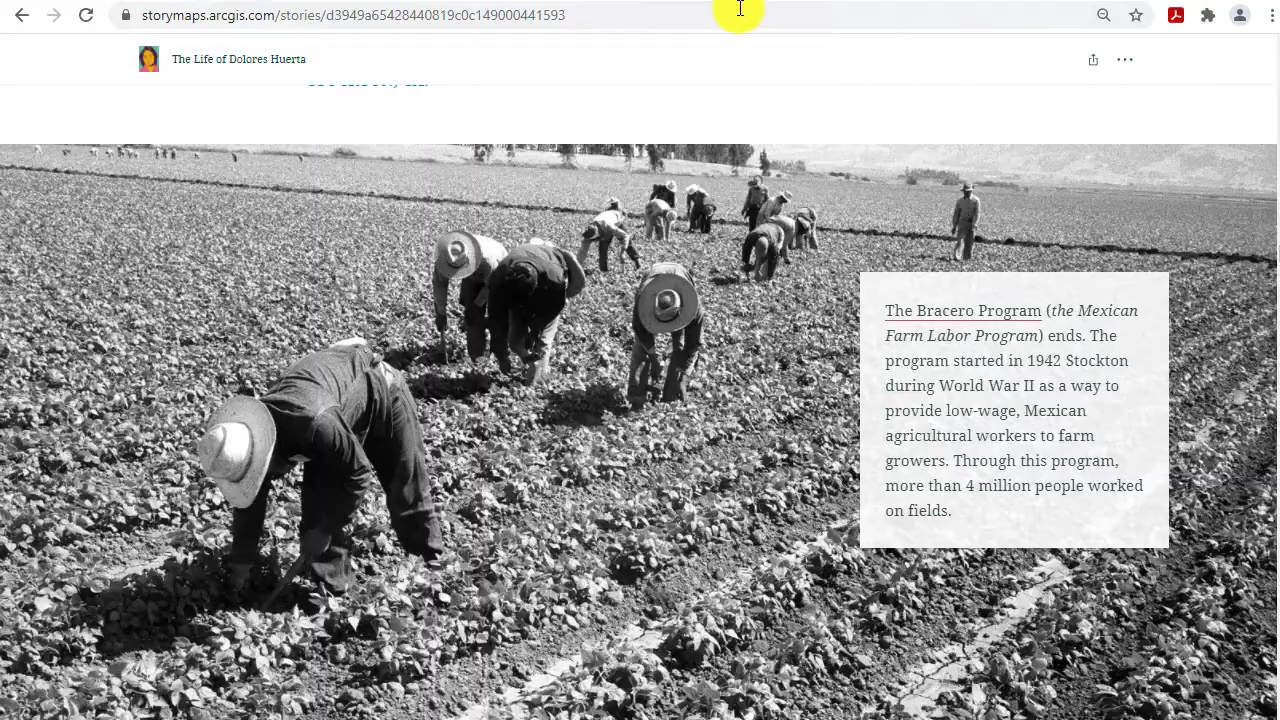 storymaps.arcgis.com/stories/d3949a65428440819c0c149000441593
The Life of Dolores Huerta
The Bracero Program (the Mexican
Farm Labor Program) ends. The
program started in 1942 Stockton
during World War II as a way to
provide low-wage, Mexican
agricultural workers to farm
growers. Through this program,
more than 4 million people worked
on fields.